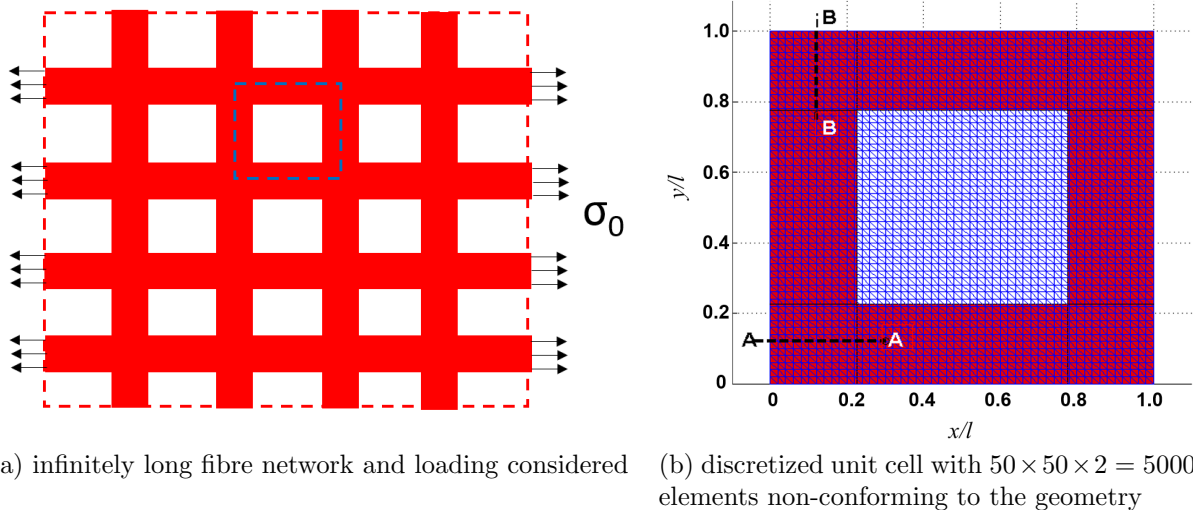 σ0
B
1.0
0.8
B
0.6
y/l
0.4
0.2
A A
0
0 0.2 0.4 0.6 0.8 1.0
x/l
a) infinitely long fibre network and loading considered
(b) discretized unit cell with 50×50×2 = 5000
elements non-conforming to the geometry